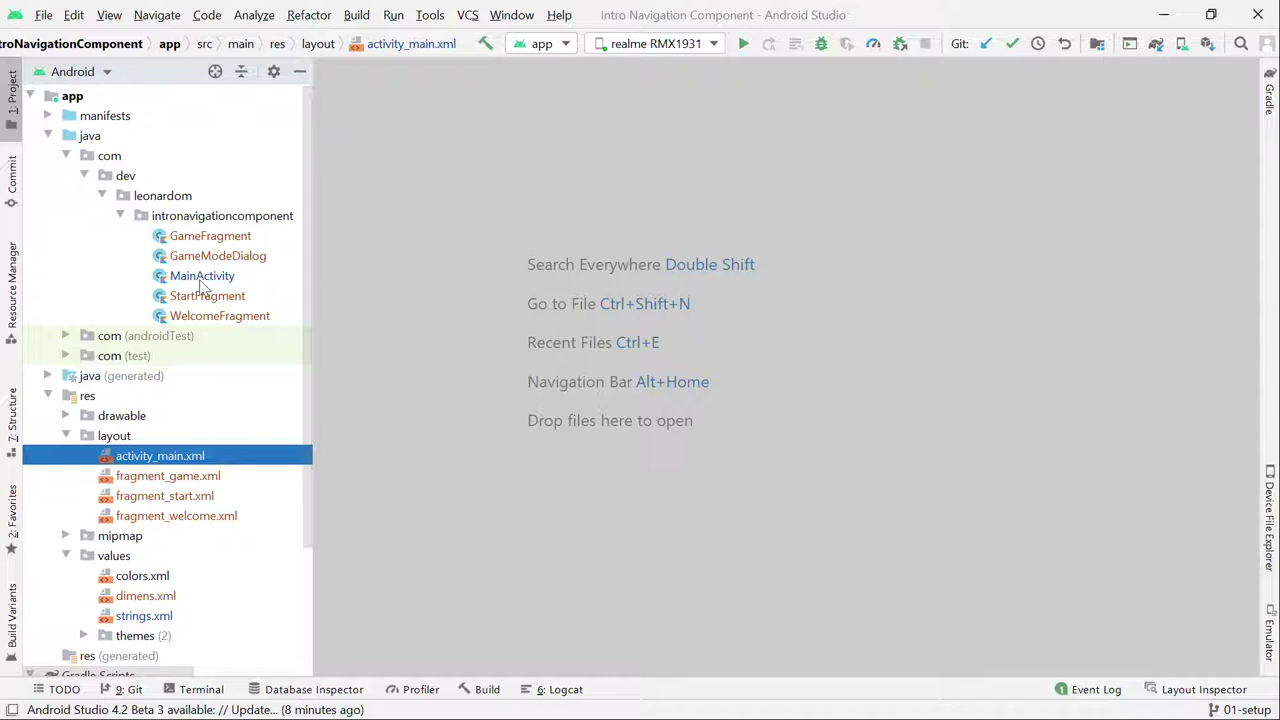 File Edit View Navigate Code Analyze Refactor Build Run Tools VCS Window Help Intro Navigation Component - Android Studio
troNavigationComponent app src main res layout activity_main.xml app realme RMX1931 Git:
Android
1: Project
Commit
Resource Manager
Z: Structure
2: Favorites
Build Variants
app
manifests
java
com
dev
leonardom
intronavigationcomponent
GameFragment
GameModeDialog
MainActivity
StartFragment
WelcomeFragment
com (androidTest)
com (test)
java (generated)
res
drawable
layout
activity_main.xml
fragment_game.xml
fragment_start.xml
fragment_welcome.xml
mipmap
values
colors.xml
dimens.xml
strings.xml
themes (2)
res (generated)
Gradle Scripts
Search Everywhere Double Shift
Go to File Ctrl+Shift+N
Recent Files Ctrl+E
Navigation Bar Alt+Home
Drop files here to open
Gradle
Device File Explorer
Emulator
TODO 9: Git Terminal Database Inspector Profiler Build 6: Logcat 1 Event Log Layout Inspector
Android Studio 4.2 Beta 3 available: // Update... (8 minutes ago) 01-setup